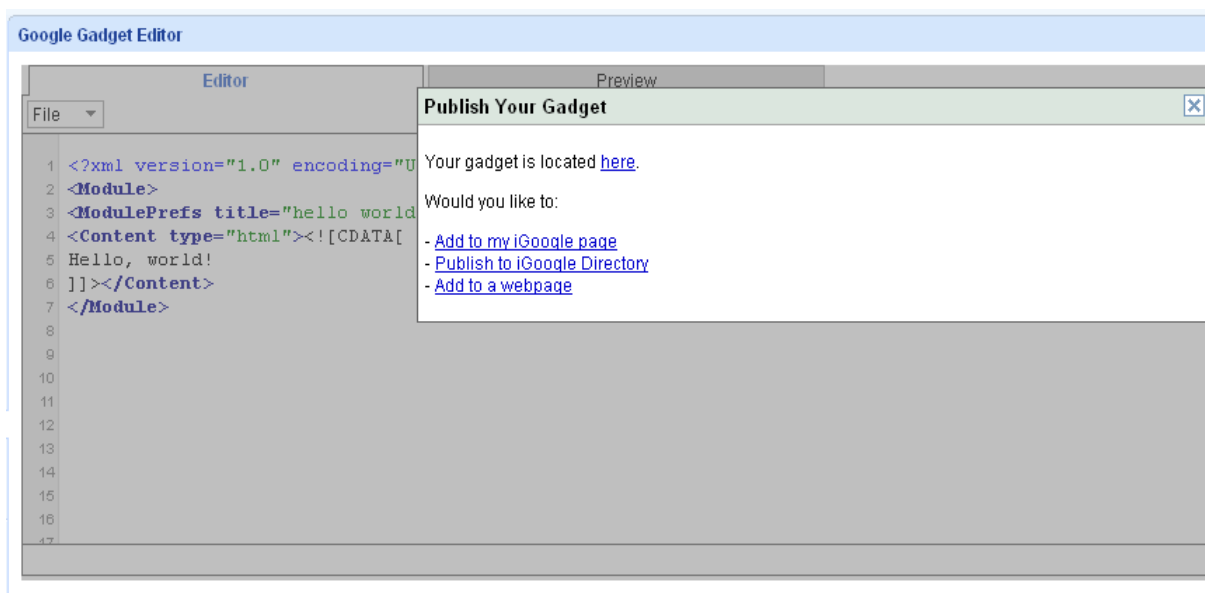 Google Gadget Editor
Editor
Preview
File
Publish Your Gadget
Your gadget is located here.
Would you like to:
- Add to my iGoogle page
- Publish to iGoogle Directory
- Add to a webpage
1 <?xml version="1.0" encoding="U
2 <Module>
3 <ModulePrefs title="hello world
4 <Content type="html"><![CDATA[
5 Hello, world!
6 ]]></Content>
7 </Module>
8
9
10
11
12
13
14
15
16
17